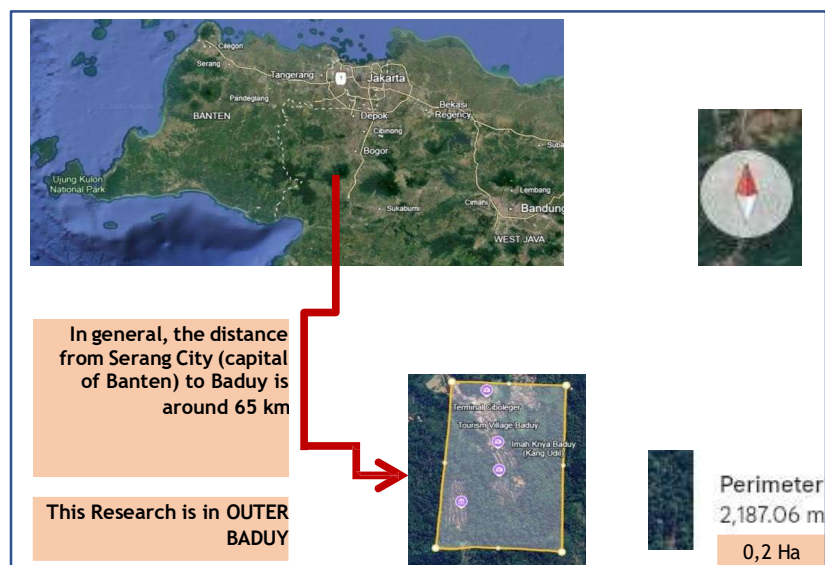 Cilegon
Serang
Tangerang
1
Jakarta
Pandeglang
Bekasi
Regency
BANTEN
Depok
Cibinong
Bogor
Ujung Kulon
National Park
Lembang
Sukabumi
Cimahi
Bandung
WEST JAVA
In general, the distance
from Serang City (capital
of Banten) to Baduy is
around 65 km
Terminal Ciboleger
Tourism Village Baduy
Imah Kriya Baduy
(Kang Udil)
This Research is in OUTER
BADUY
Perimeter
2,187.06 m
0,2 Ha